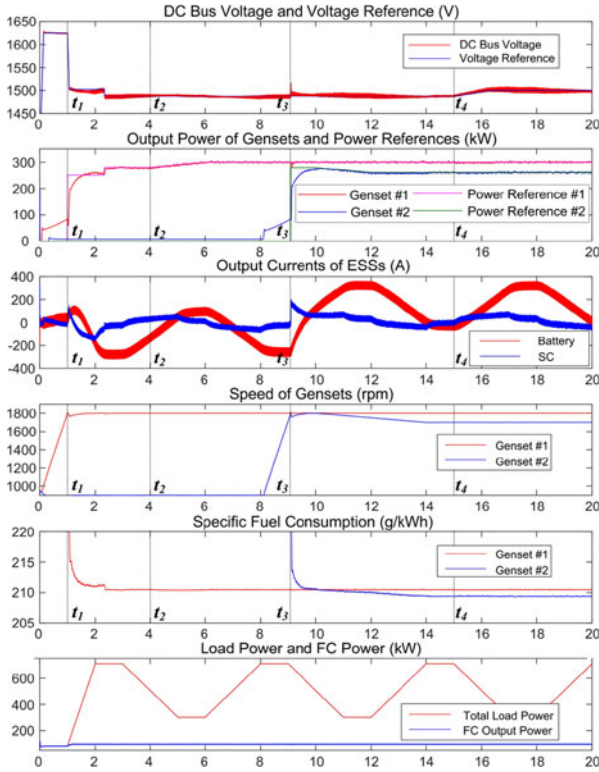 DC Bus Voltage and Voltage Reference (V)
1650
1600
1550
1500
1450
DC Bus Voltage
Voltage Reference
t1 t2 t3 t4
0 2 4 6 8 10 12 14 16 18 20
Output Power of Gensets and Power References (kW)
300
200
100
0
Genset #1 Power Reference #1
Genset #2 Power Reference #2
t1 t2 t3 t4
0 2 4 6 8 10 12 14 16 18 20
Output Currents of ESSs (A)
400
200
0
-200
-400
Battery
SC
t1 t2 t3 t4
0 2 4 6 8 10 12 14 16 18 20
Speed of Gensets (rpm)
1800
1600
1400
1200
1000
Genset #1
Genset #2
t1 t2 t3 t4
0 2 4 6 8 10 12 14 16 18 20
Specific Fuel Consumption (g/kWh)
220
215
210
205
Genset #1
Genset #2
t1 t2 t3 t4
0 2 4 6 8 10 12 14 16 18 20
Load Power and FC Power (kW)
600
400
200
0
Total Load Power
FC Output Power
0 2 4 6 8 10 12 14 16 18 20